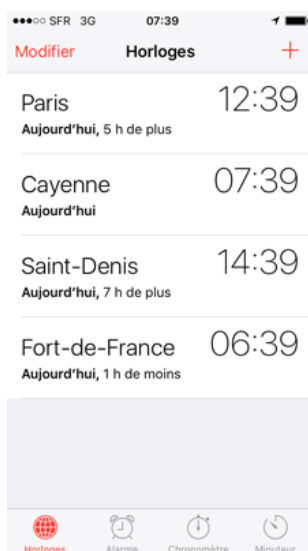 SFR 3G 07:39
Modifier Horloges +
Paris 12:39
Aujourd'hui, 5 h de plus
Cayenne 07:39
Aujourd'hui
Saint-Denis 14:39
Aujourd'hui, 7 h de plus
Fort-de-France 06:39
Aujourd'hui, 1 h de moins
Horloges Alarme Chronomètre Minuteur